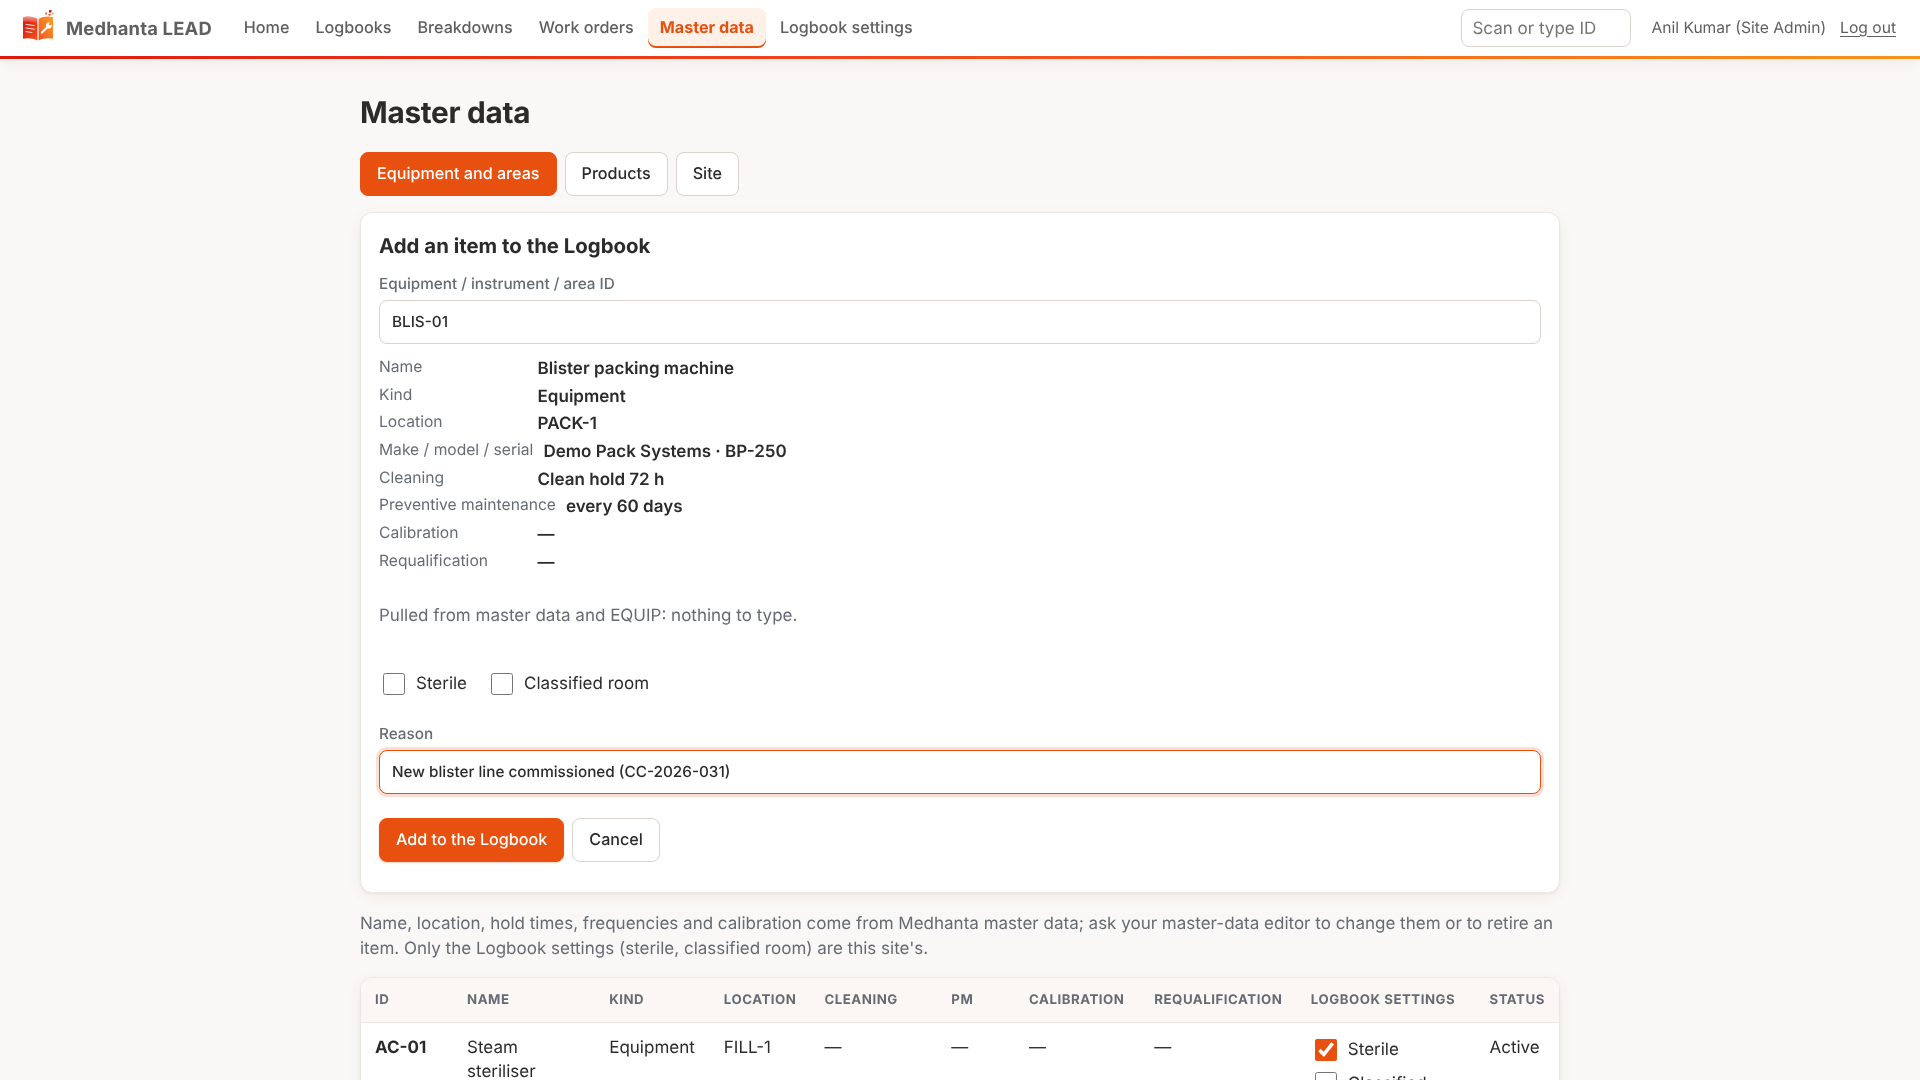 Medhanta LEAD
Home
Logbooks
Breakdowns
Work orders
Master data
Logbook settings
Scan or type ID
Anil Kumar (Site Admin)
Log out
Master data
Equipment and areas
Products
Site
Add an item to the Logbook
Equipment / instrument / area ID
BLIS-01
Name Blister packing machine
Kind Equipment
Location PACK-1
Make / model / serial Demo Pack Systems · BP-250
Cleaning Clean hold 72 h
Preventive maintenance every 60 days
Calibration —
Requalification —
Pulled from master data and EQUIP: nothing to type.
Sterile
Classified room
Reason
New blister line commissioned (CC-2026-031)
Add to the Logbook
Cancel
Name, location, hold times, frequencies and calibration come from Medhanta master data; ask your master-data editor to change them or to retire an
item. Only the Logbook settings (sterile, classified room) are this site's.
ID NAME KIND LOCATION CLEANING PM CALIBRATION REQUALIFICATION LOGBOOK SETTINGS STATUS
AC-01 Steam Equipment FILL-1 — — — — Sterile Active
steriliser
Classified